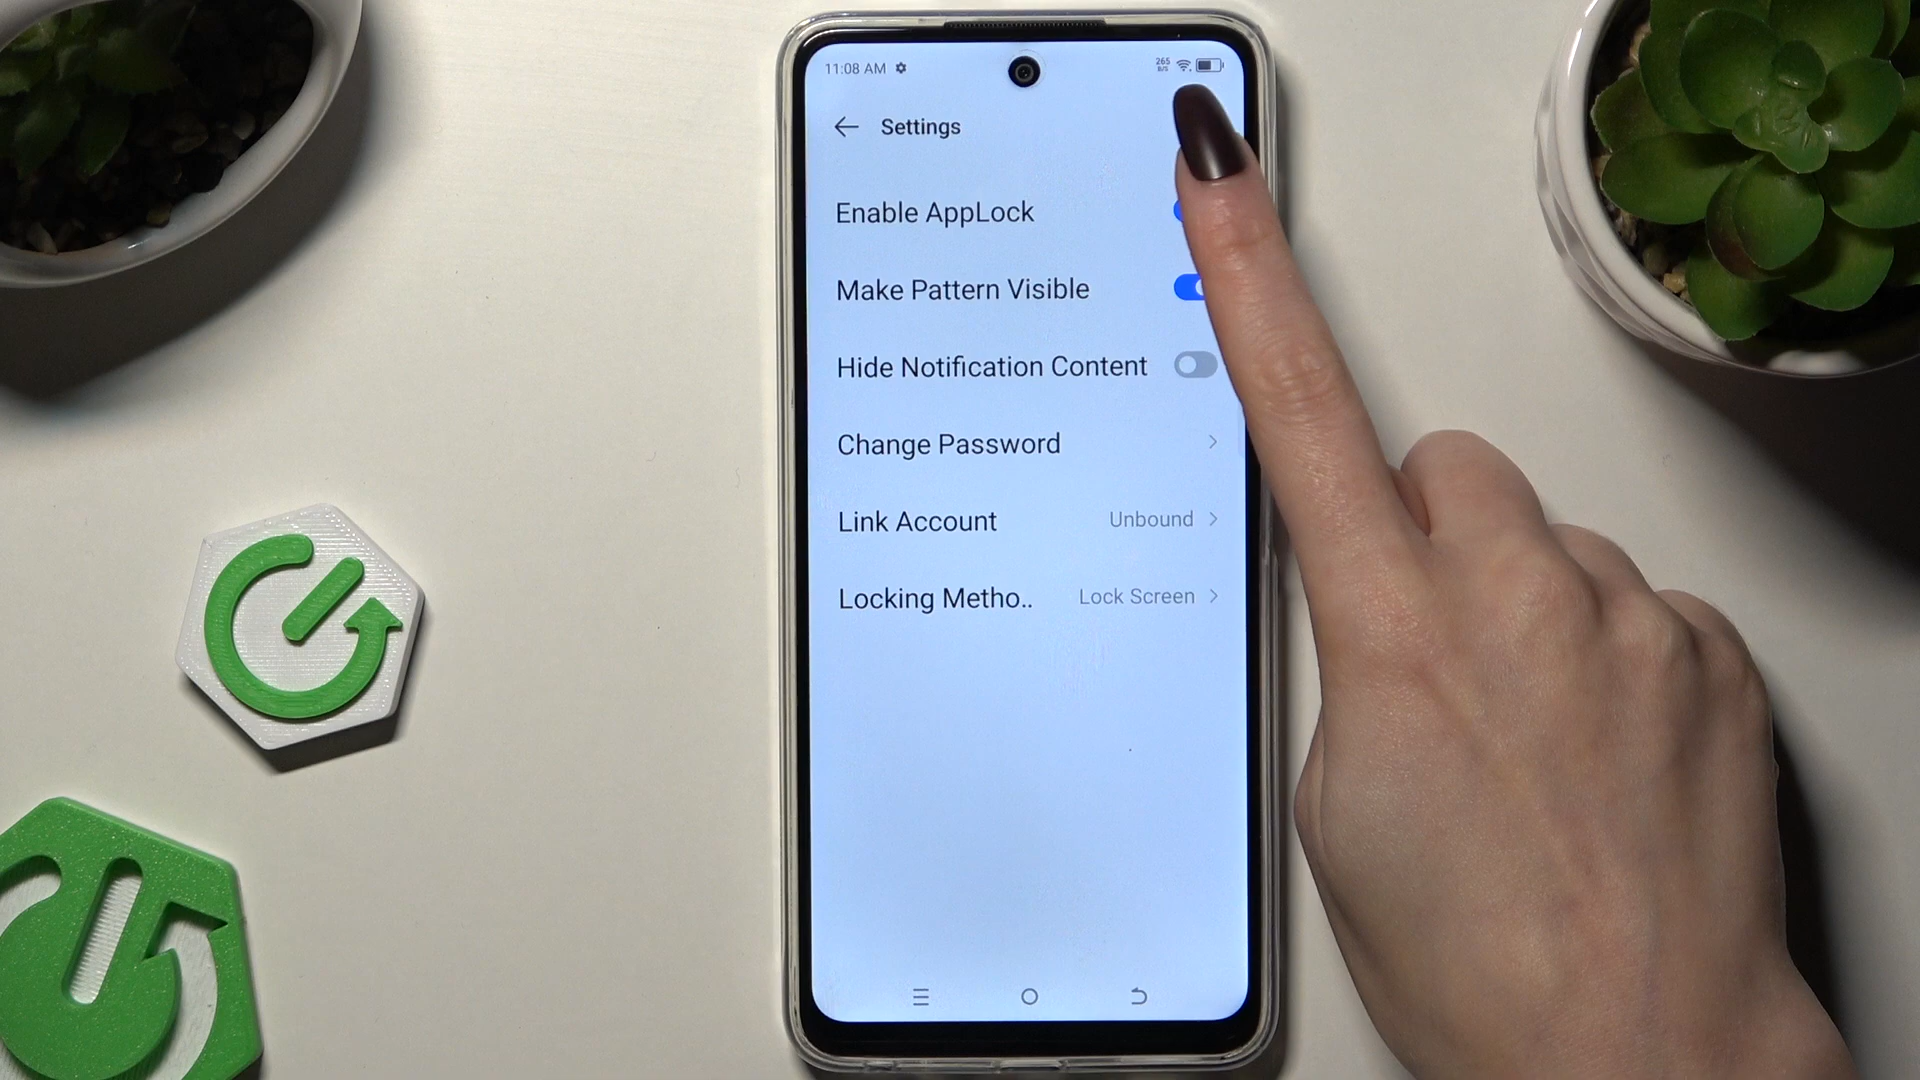 11:08 AM
265
B/S
Settings
Enable AppLock
Make Pattern Visible
Hide Notification Content
Change Password
Link Account Unbound
Locking Metho.. Lock Screen